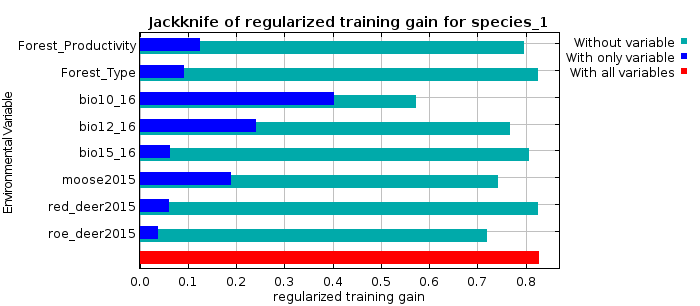 Jackknife of regularized training gain for species_1
Without variable
With only variable
With all variables
Environmental Variable
Forest_Productivity
Forest_Type
bio10_16
bio12_16
bio15_16
moose2015
red_deer2015
roe_deer2015
0.0 0.1 0.2 0.3 0.4 0.5 0.6 0.7 0.8
regularized training gain